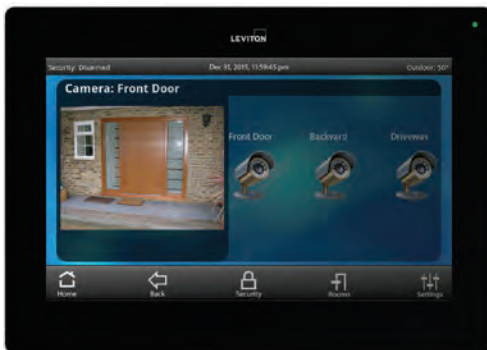 LEVITON
Security: Disarmed Dec 31, 2015, 11:59:45 pm Outdoor: 50°
Camera: Front Door
Front Door Backyard Driveway
Home Back Security Rooms Settings